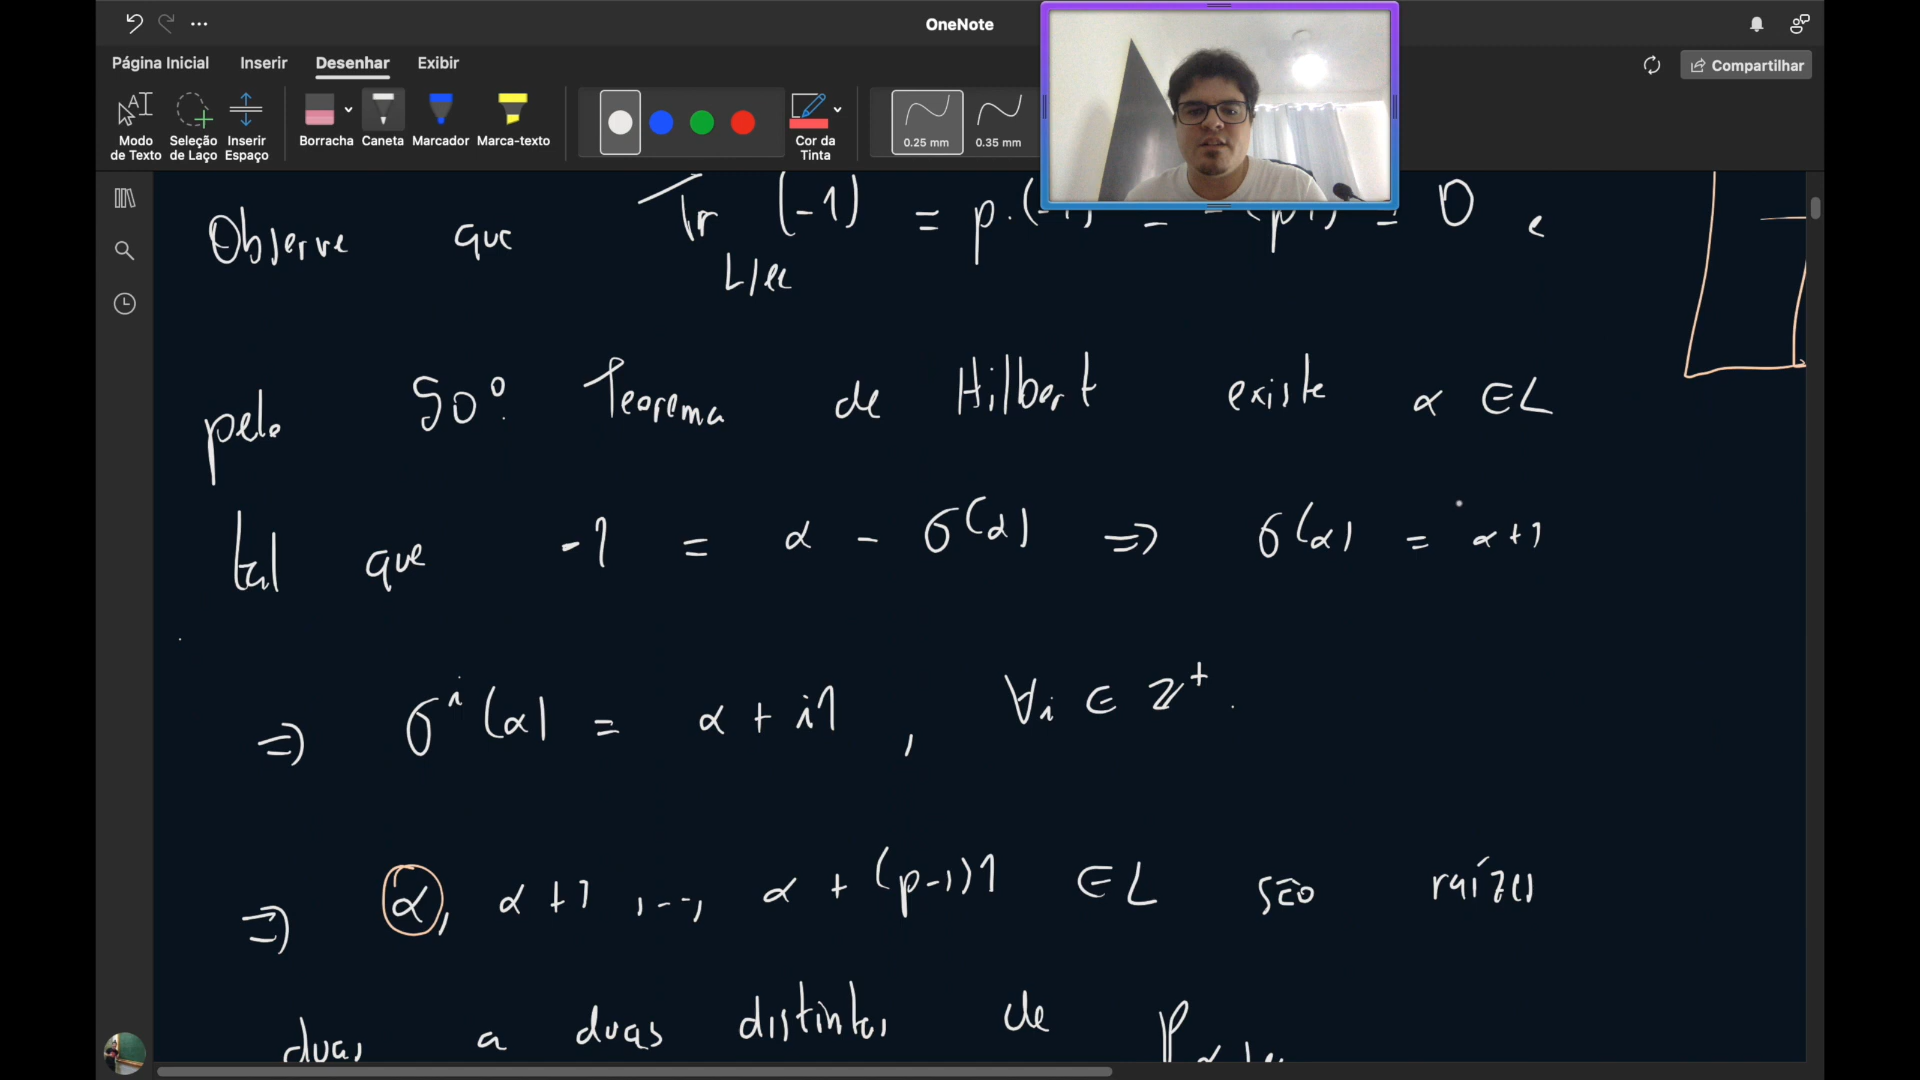 OneNote
Página Inicial Inserir Desenhar Exibir Compartilhar
Modo de Texto Seleção de Laço Inserir Espaço Borracha Caneta Marcador Marca-texto Cor da Tinta 0.25 mm 0.35 mm
Observe que Tr (-1) = p.(-1) = -(p1) = 0 e
L/K
pelo 90º Teorema de Hilbert existe α ∈ L
tal que -1 = α - σ(α) => σ(α) = α+1
=> σ^i(α) = α + i1 , ∀i ∈ ℤ^+.
=> α, α+1, ..., α + (p-1)1 ∈ L são raízes
duas a duas distintas de P